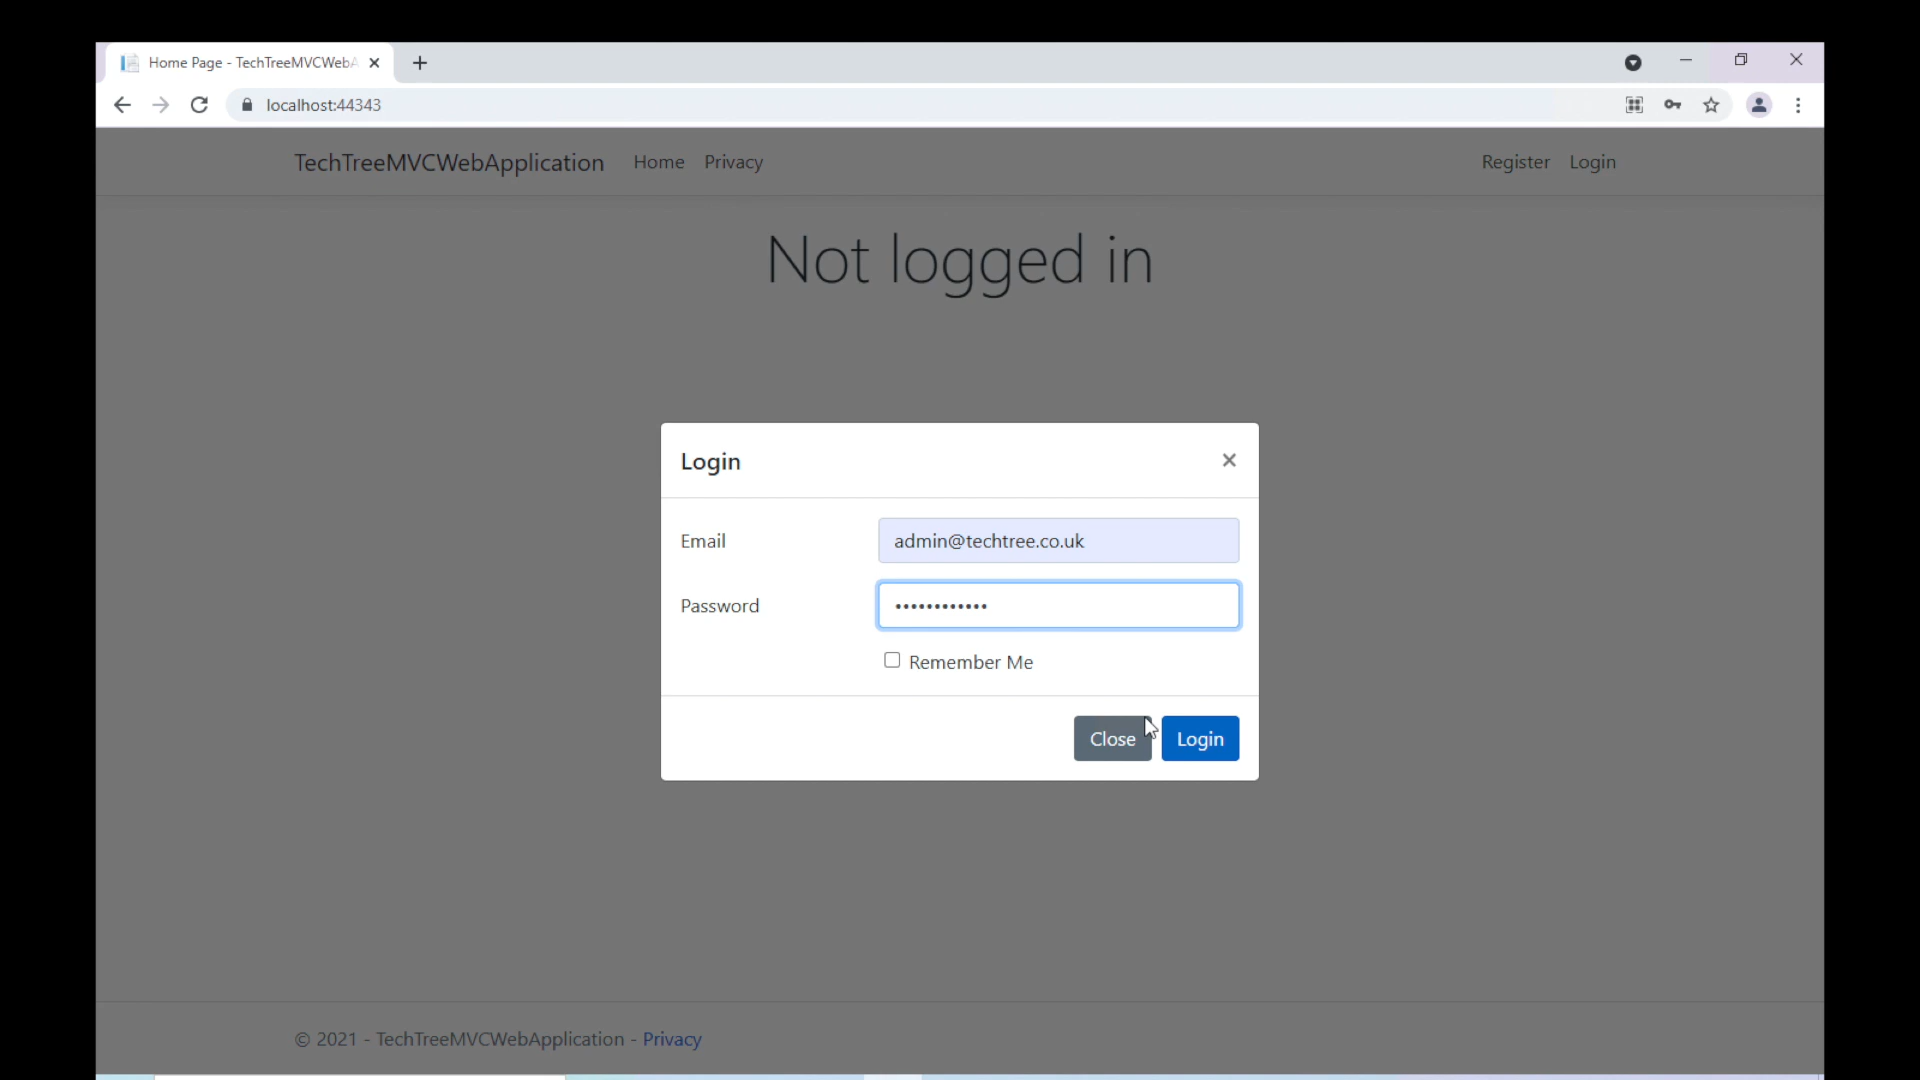 Home Page - TechTreeMVCWebA
localhost:44343
TechTreeMVCWebApplication Home Privacy Register Login
Not logged in
Login
Email admin@techtree.co.uk
Password ••••••••••••
Remember Me
Close Login
© 2021 - TechTreeMVCWebApplication - Privacy